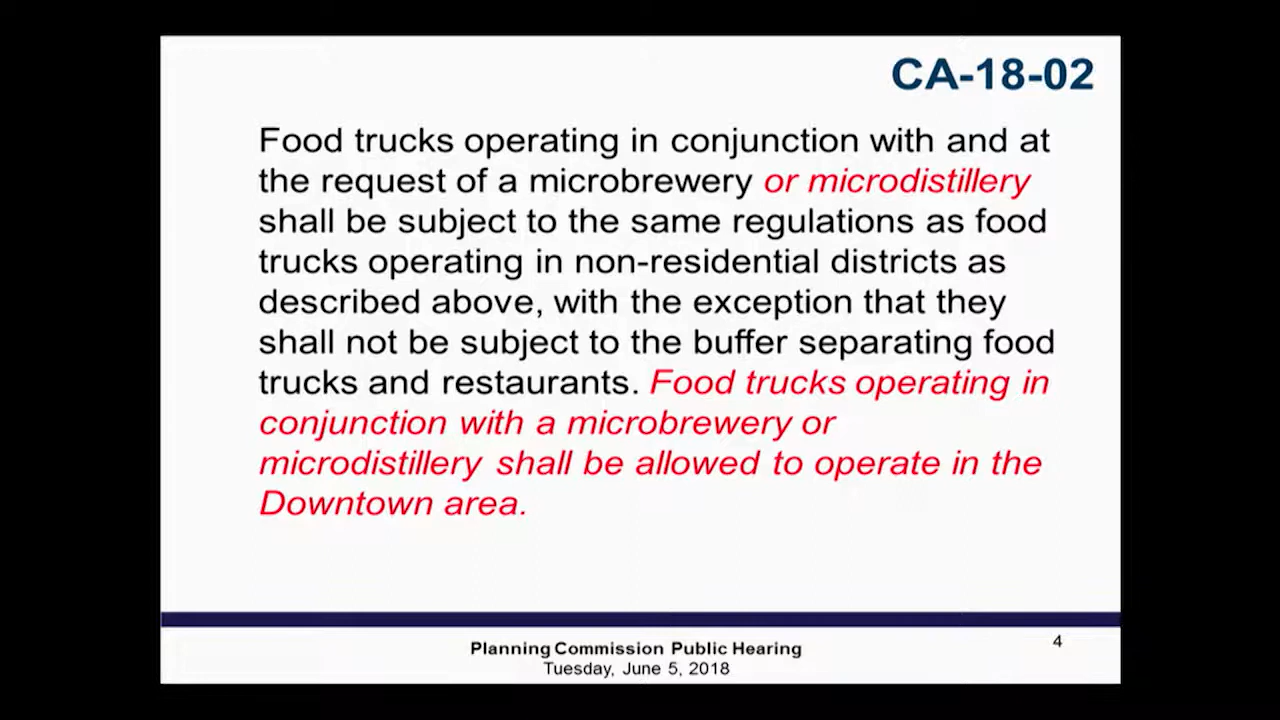 CA-18-02
Food trucks operating in conjunction with and at
the request of a microbrewery or microdistillery
shall be subject to the same regulations as food
trucks operating in non-residential districts as
described above, with the exception that they
shall not be subject to the buffer separating food
trucks and restaurants. Food trucks operating in
conjunction with a microbrewery or
microdistillery shall be allowed to operate in the
Downtown area.
Planning Commission Public Hearing
Tuesday, June 5, 2018
4